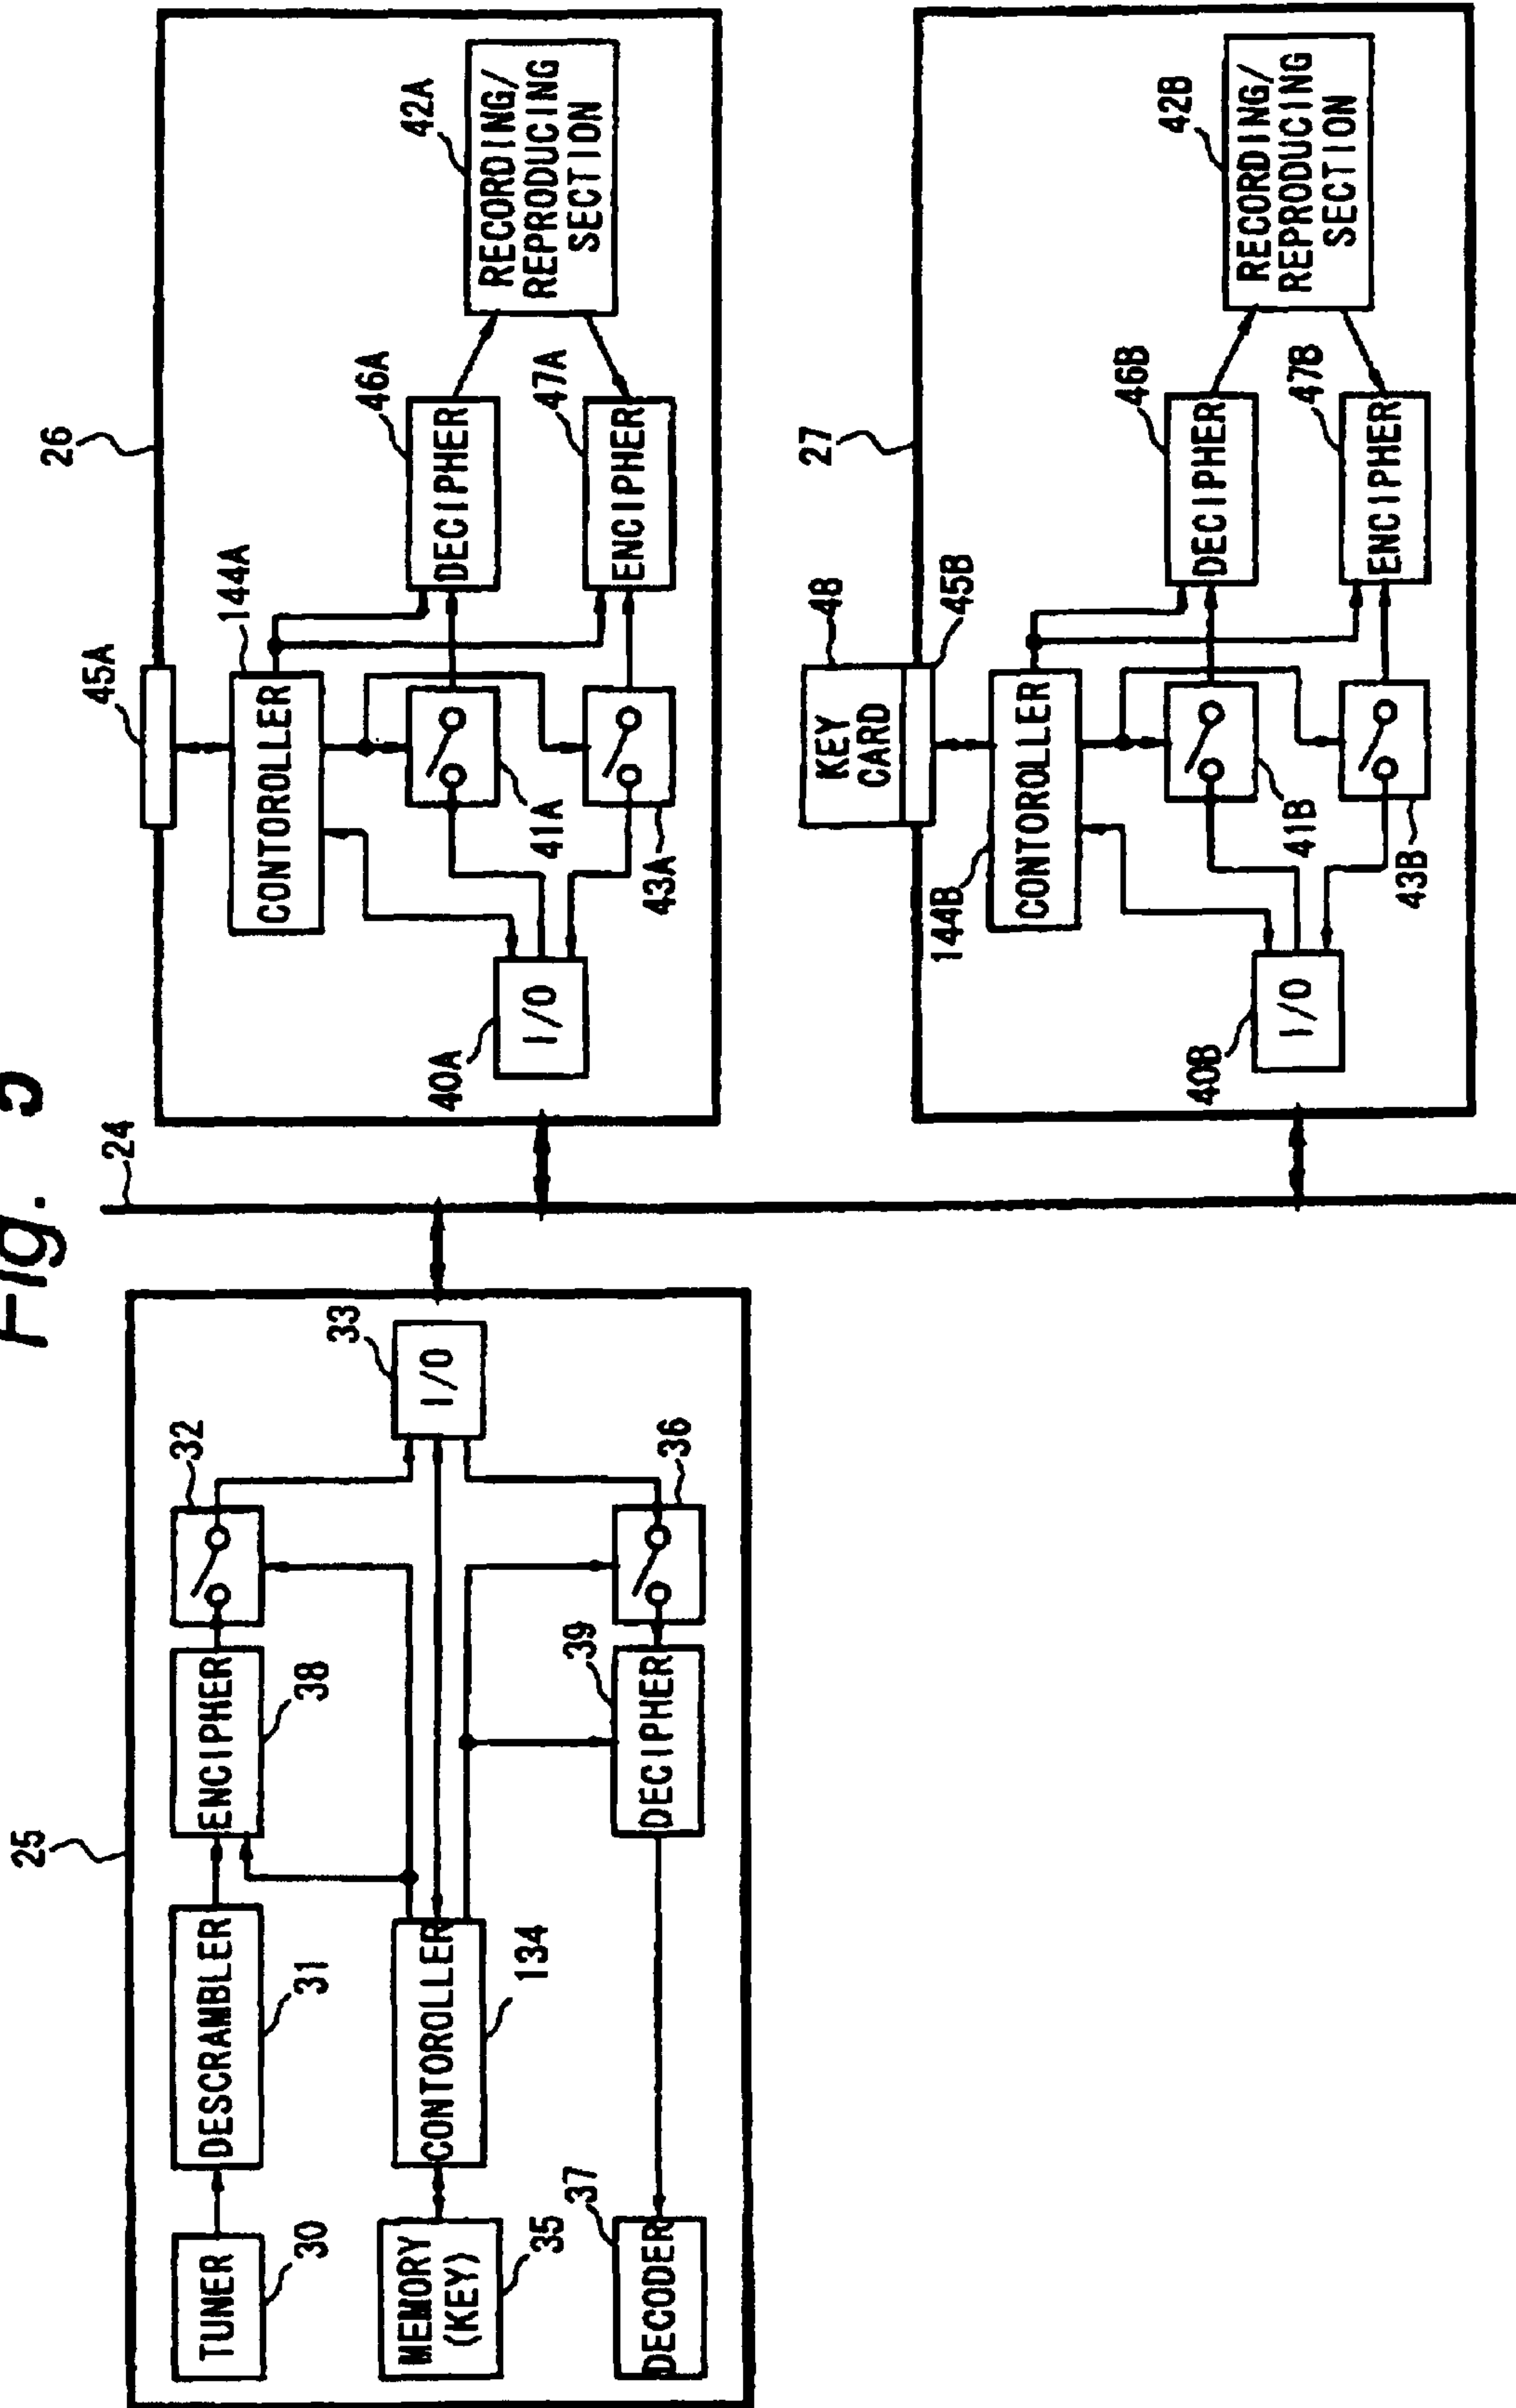 Fig. 5
24
25
TUNER
30
DESCRAMBLER
31
ENCIPHER
38
32
MEMORY
(KEY)
35
CONTOROLLER
134
33
I/O
DECODER
37
DECIPHER
39
36
26
45A
CONTOROLLER
144A
40A
I/O
41A
43A
DECIPHER
46A
ENCIPHER
47A
42A
RECORDING/
REPRODUCING
SECTION
27
KEY
CARD
48
45B
CONTOROLLER
144B
40B
I/O
41B
43B
DECIPHER
46B
ENCIPHER
47B
42B
RECORDING/
REPRODUCING
SECTION